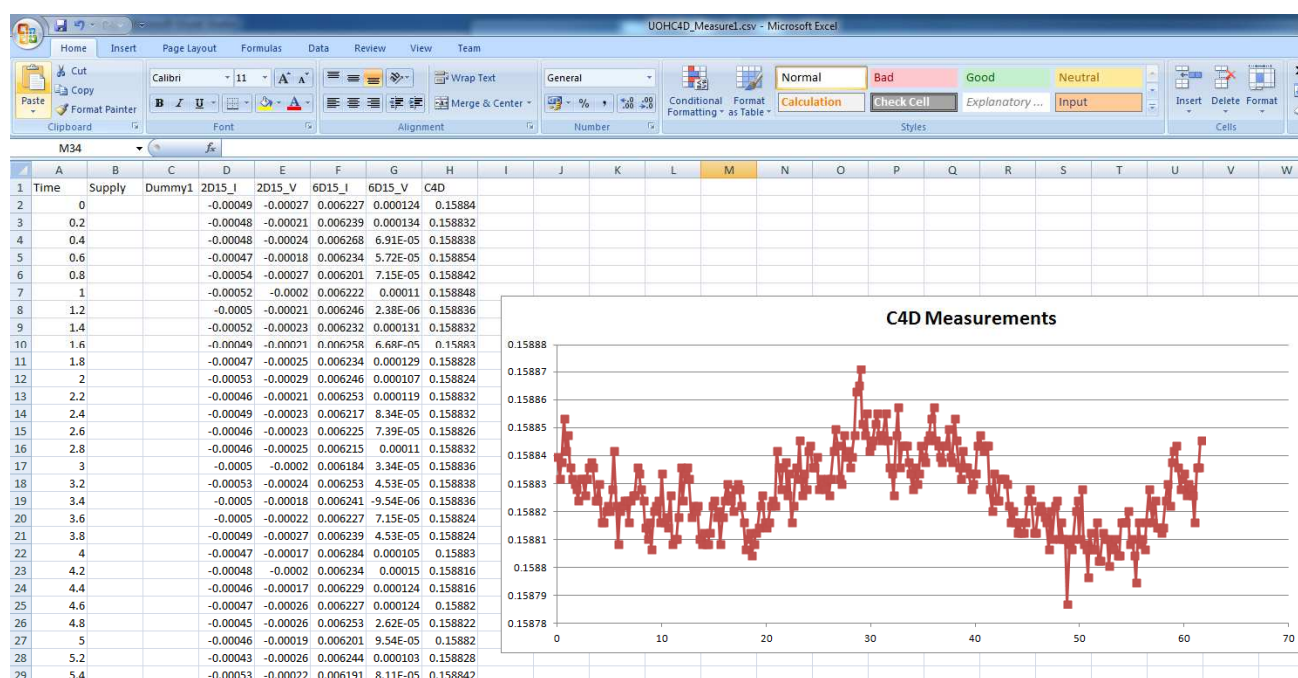 UOHC4D_Measure1.csv - Microsoft Excel
Home Insert Page Layout Formulas Data Review View Team
Cut
Copy
Format Painter
Paste
Calibri 11
Wrap Text
Merge & Center
General
Conditional Formatting
Format as Table
Normal Bad Good Neutral
Calculation Check Cell Explanatory ... Input
Insert Delete Format
Clipboard Font Alignment Number Styles Cells
M34 fx
A B C D E F G H I J K L M N O P Q R S T U V W
1 Time Supply Dummy1 2D15_I 2D15_V 6D15_I 6D15_V C4D
2 0 -0.00049 -0.00027 0.006227 0.000124 0.15884
3 0.2 -0.00048 -0.00021 0.006239 0.000134 0.158832
4 0.4 -0.00048 -0.00024 0.006268 6.91E-05 0.158838
5 0.6 -0.00047 -0.00018 0.006234 5.72E-05 0.158854
6 0.8 -0.00054 -0.00027 0.006201 7.15E-05 0.158842
7 1 -0.00052 -0.0002 0.006222 0.00011 0.158848
8 1.2 -0.0005 -0.00021 0.006246 2.38E-06 0.158836
9 1.4 -0.00052 -0.00023 0.006232 0.000131 0.158832
10 1.6 -0.00049 -0.00021 0.006258 6.68E-05 0.15883
11 1.8 -0.00047 -0.00025 0.006234 0.000129 0.158828
12 2 -0.00053 -0.00029 0.006246 0.000107 0.158824
13 2.2 -0.00046 -0.00021 0.006253 0.000119 0.158832
14 2.4 -0.00049 -0.00023 0.006217 8.34E-05 0.158832
15 2.6 -0.00046 -0.00023 0.006225 7.39E-05 0.158826
16 2.8 -0.00046 -0.00025 0.006215 0.00011 0.158832
17 3 -0.0005 -0.0002 0.006184 3.34E-05 0.158836
18 3.2 -0.00053 -0.00024 0.006253 4.53E-05 0.158838
19 3.4 -0.0005 -0.00018 0.006241 -9.54E-06 0.158836
20 3.6 -0.0005 -0.00022 0.006227 7.15E-05 0.158824
21 3.8 -0.00049 -0.00027 0.006239 4.53E-05 0.158824
22 4 -0.00047 -0.00017 0.006284 0.000105 0.15883
23 4.2 -0.00048 -0.0002 0.006234 0.00015 0.158816
24 4.4 -0.00046 -0.00017 0.006229 0.000124 0.158816
25 4.6 -0.00047 -0.00026 0.006227 0.000124 0.15882
26 4.8 -0.00045 -0.00026 0.006253 2.62E-05 0.158822
27 5 -0.00046 -0.00019 0.006201 9.54E-05 0.15882
28 5.2 -0.00043 -0.00026 0.006244 0.000103 0.158828
29 5.4 -0.00053 -0.00022 0.006191 8.11E-05 0.158842
C4D Measurements
0.15888
0.15887
0.15886
0.15885
0.15884
0.15883
0.15882
0.15881
0.1588
0.15879
0.15878
0 10 20 30 40 50 60 70